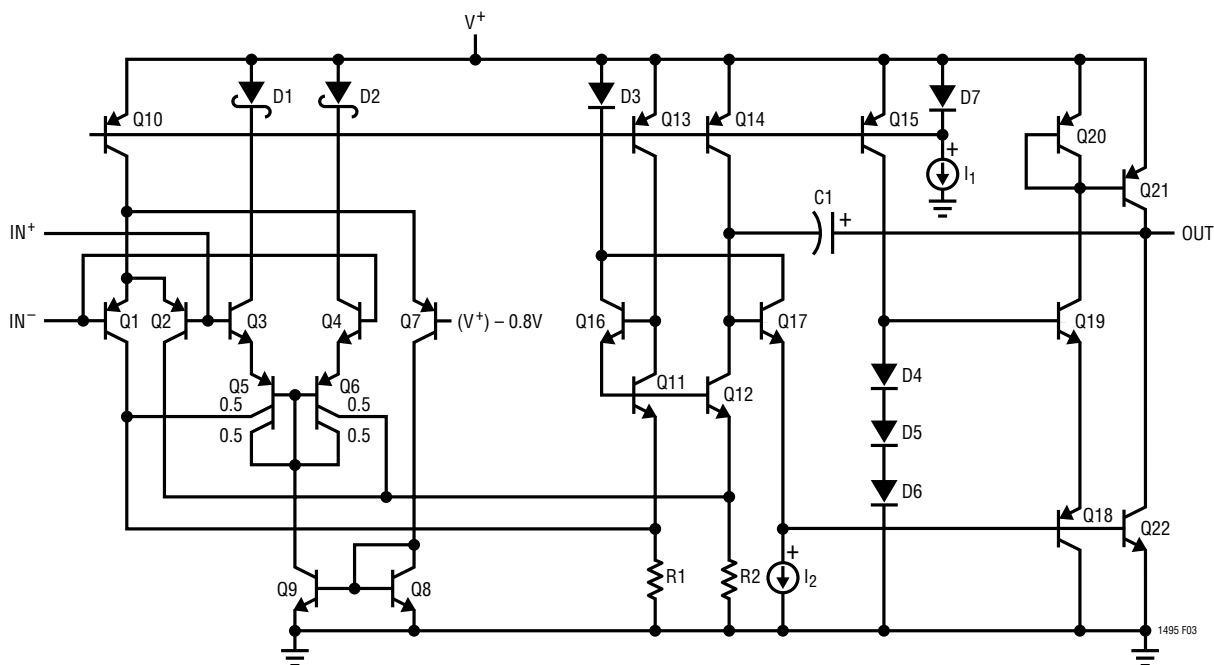 V+
D1
D2
D3
D7
Q10
Q13
Q14
Q15
Q20
+
I1
Q21
C1
+
IN+
OUT
IN−
Q1
Q2
Q3
Q4
Q7
(V+) – 0.8V
Q16
Q17
Q19
Q5
Q6
Q11
Q12
D4
0.5
0.5
0.5
0.5
D5
D6
Q18
Q22
Q9
Q8
R1
R2
+
I2
1495 F03